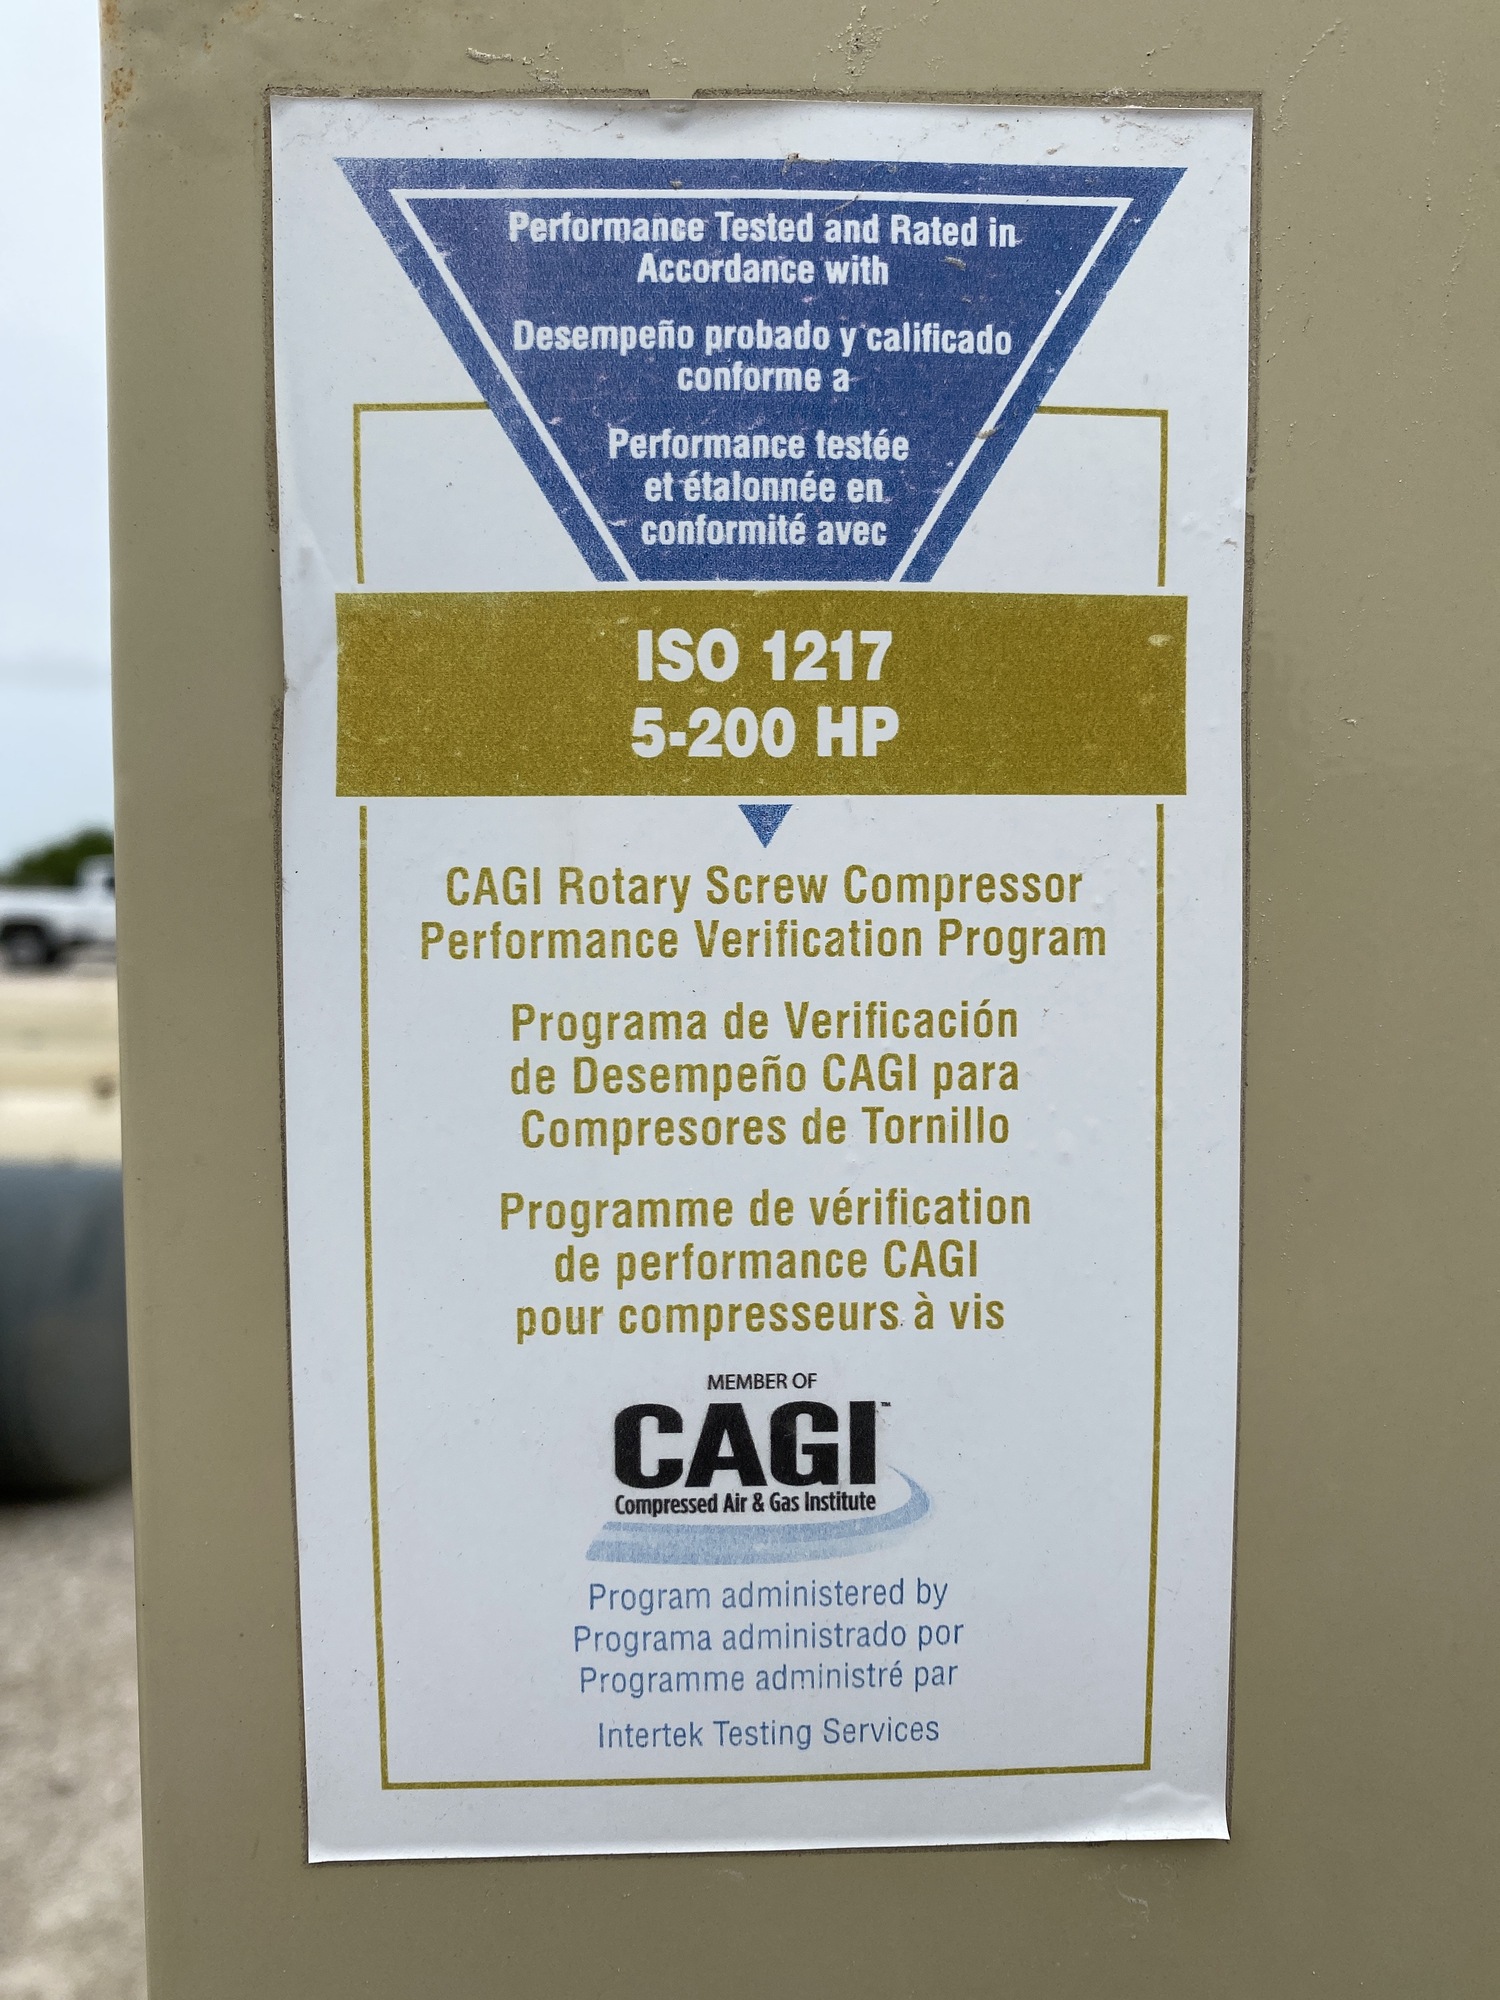 Performance Tested and Rated in
Accordance with
Desempeño probado y calificado
conforme a
Performance testée
et étalonnée en
conformité avec
ISO 1217
5-200 HP
CAGI Rotary Screw Compressor
Performance Verification Program
Programa de Verificación
de Desempeño CAGI para
Compresores de Tornillo
Programme de vérification
de performance CAGI
pour compresseurs à vis
MEMBER OF
CAGI™
Compressed Air & Gas Institute
Program administered by
Programa administrado por
Programme administré par
Intertek Testing Services